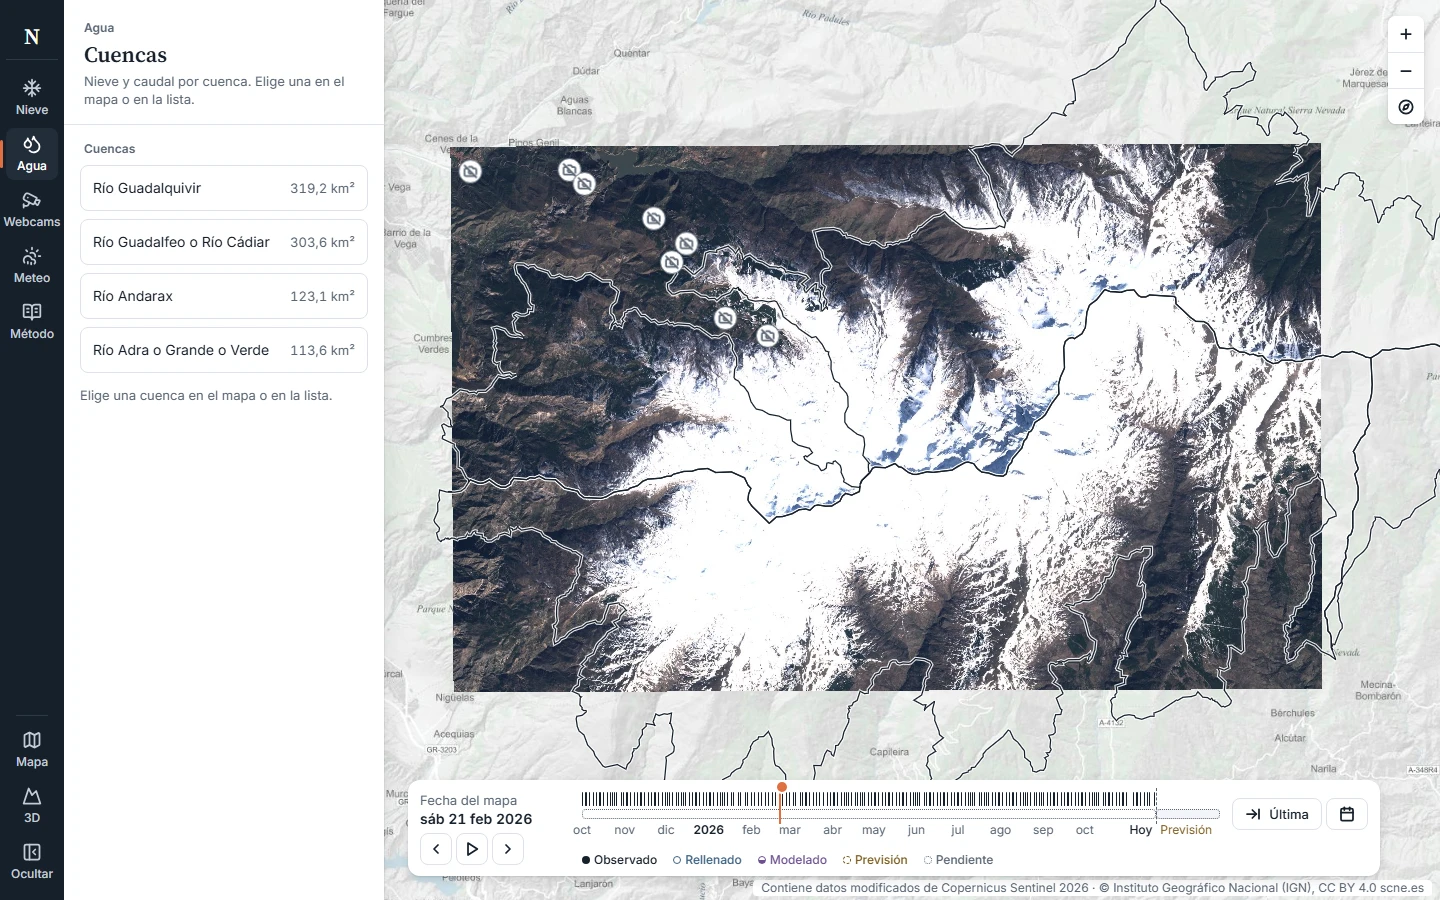 N
Nieve
Agua
Webcams
Meteo
Método
Mapa
3D
Ocultar
Agua
Cuencas
Nieve y caudal por cuenca. Elige una en el
mapa o en la lista.
Cuencas
Río Guadalquivir 319,2 km²
Río Guadalfeo o Río Cádiar 303,6 km²
Río Andarax 123,1 km²
Río Adra o Grande o Verde 113,6 km²
Elige una cuenca en el mapa o en la lista.
Fargue
Río Padules
Quéntar
Dúdar
Aguas
Blancas
Cenes de la
Pinos Genil
Vega
Barrio de la
Vega
Cumbres
Verdes
Jérez de
Natural Sierra Nevada
Nigüelas
Acequias
GR-3203
Capileira
A-4132
Mecina-
Bombarón
Bérchules
Alcútar
Narila
A-348R4
Lanjarón
Fecha del mapa
sáb 21 feb 2026
oct nov dic 2026 feb mar abr may jun jul ago sep oct Hoy Previsión
Última
Observado Rellenado Modelado Previsión Pendiente
Contiene datos modificados de Copernicus Sentinel 2026 · © Instituto Geográfico Nacional (IGN), CC BY 4.0 scne.es